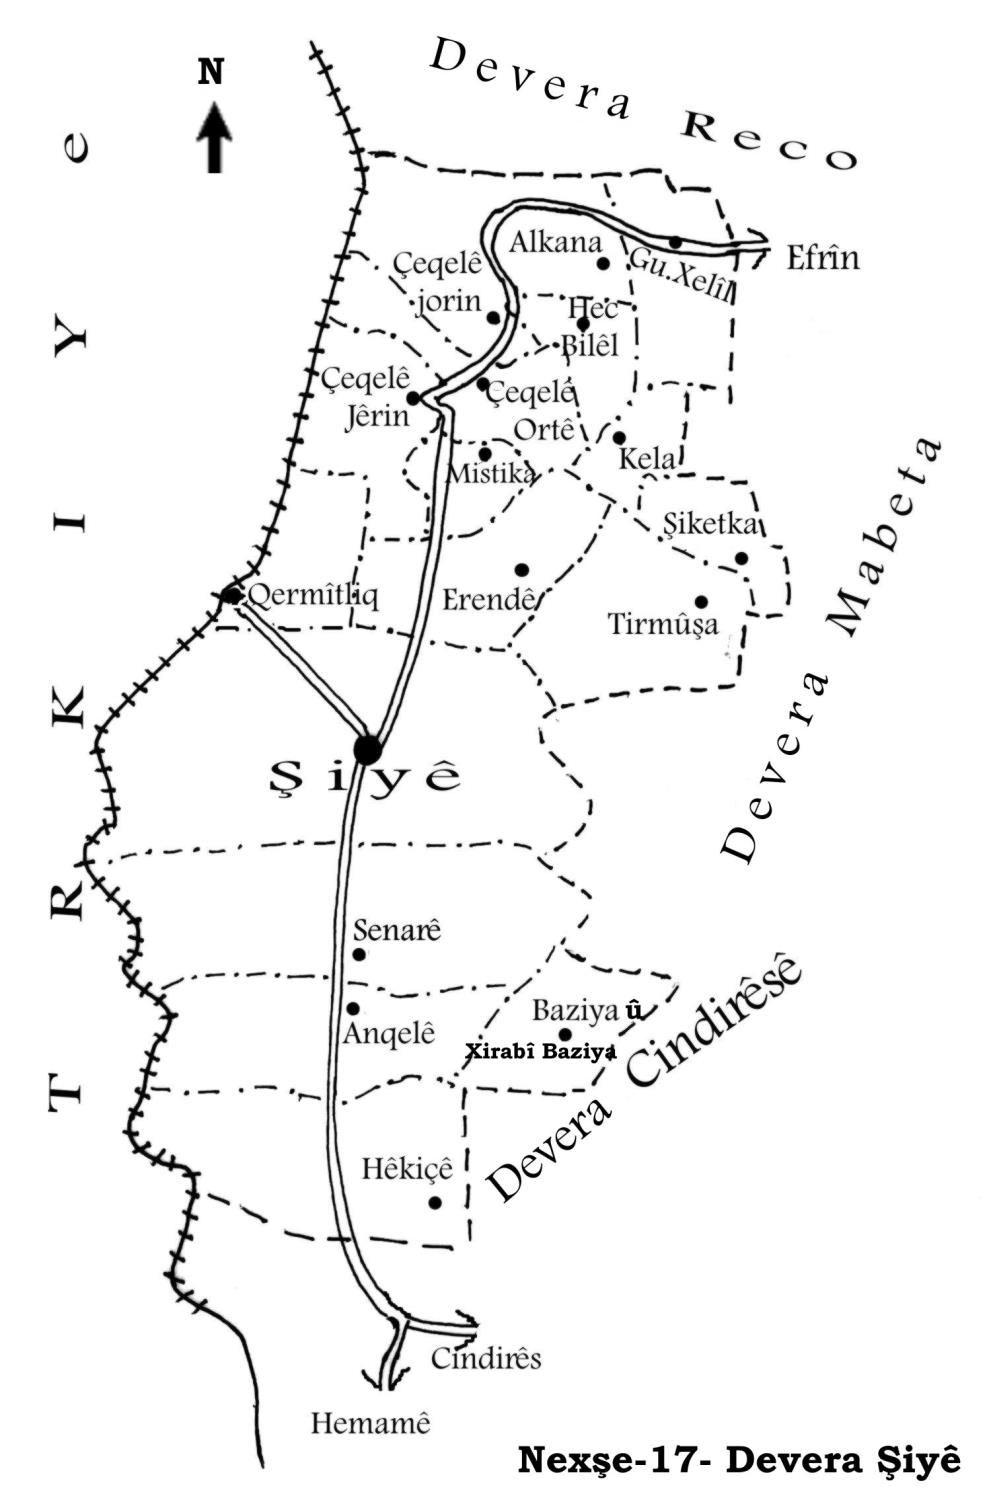 Devera Reco
N
TIRKIYYe
Efrîn
Alkana
Gu.Xelîl
Çeqelê
jorin
Hec
Bilêl
Çeqelê
Jêrin
Çeqelê
Ortê
Kela
Mistika
Şiketka
Devera Mabeta
Qermîtliq
Erendê
Tirmûşa
Şiyê
Senarê
Baziya û
Xirabî Baziya
Anqelê
Devera Cindirêsê
Hêkiçê
Cindirês
Hemamê
Nexşe-17- Devera Şiyê